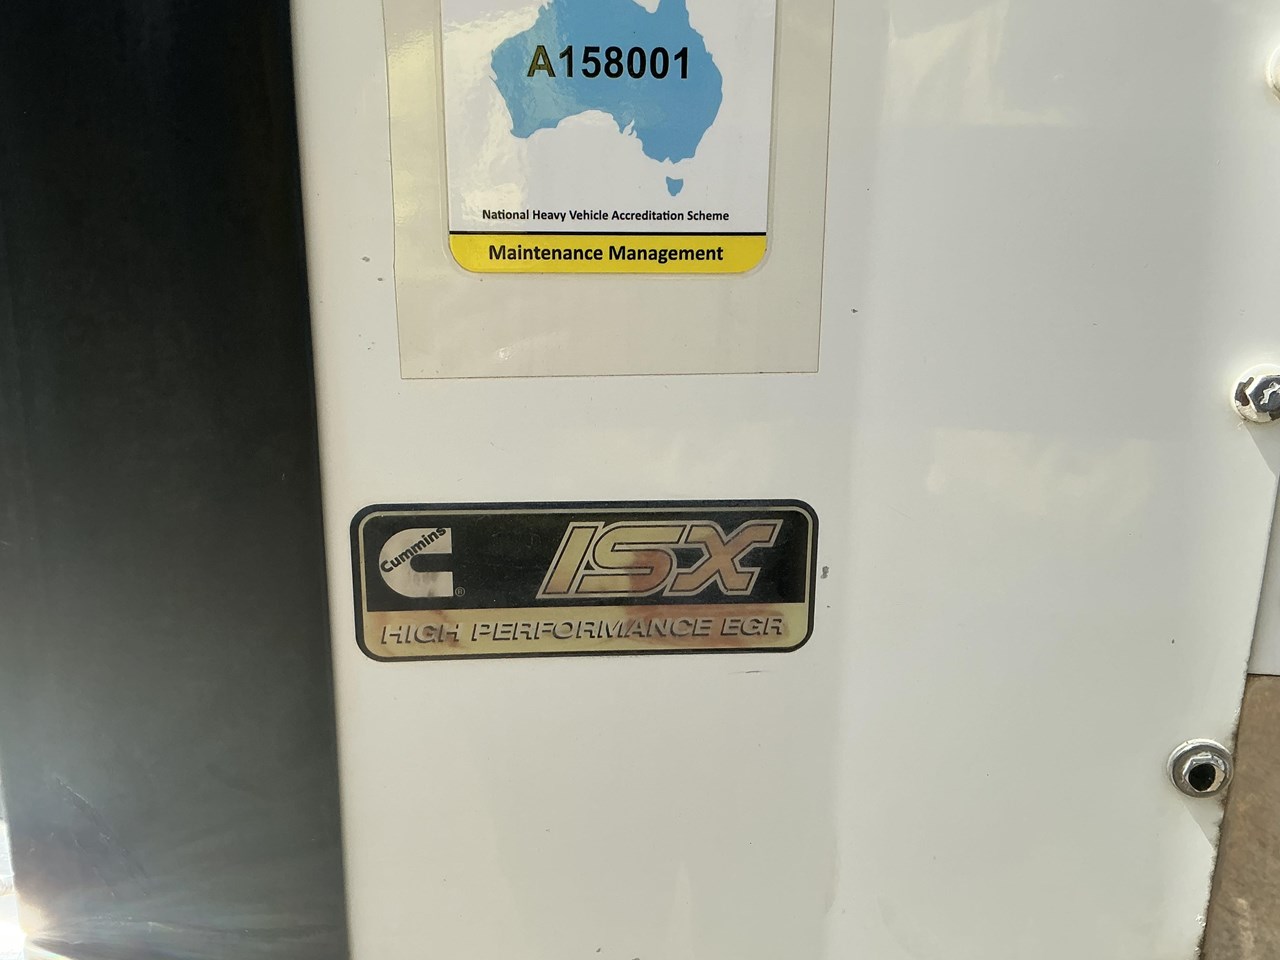 A158001
National Heavy Vehicle Accreditation Scheme
Maintenance Management
Cummins
®
ISX
HIGH PERFORMANCE EGR